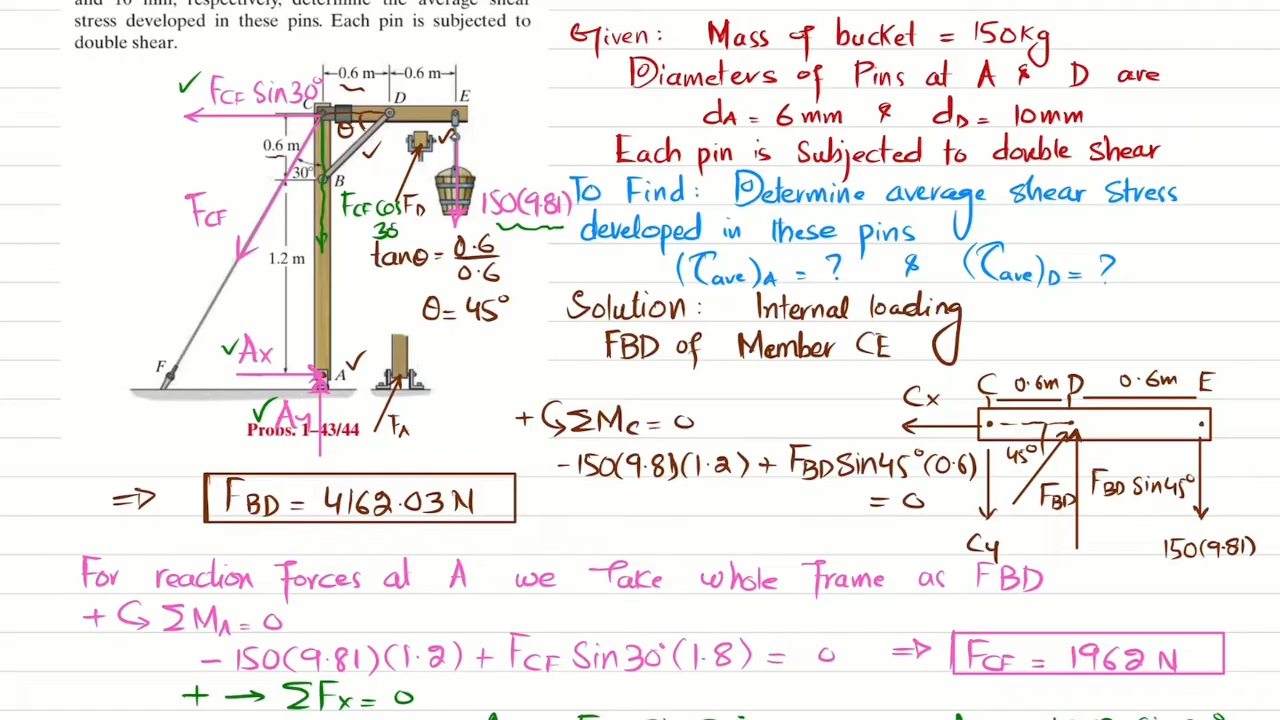 and 10 mm, respectively, determine the average shear
stress developed in these pins. Each pin is subjected to
double shear.
Given: Mass of bucket = 150kg
Diameters of Pins at A & D are
dA = 6mm & dD = 10mm
Each pin is Subjected to double shear
To Find: Determine average shear stress
developed in these pins
(τave)A = ? & (τave)D = ?
Solution: Internal loading
FBD of Member CE
✓ FCF Sin30°
0.6 m 0.6 m
C D E
θ
0.6 m
30°
B
FCF
FCF cos
30
FD
150(9.81)
tanθ = 0.6
0.6
θ = 45°
1.2 m
F
✓Ax
A ✓
✓Ay
FA
Probs. 1–43/44
C 0.6m D 0.6m E
Cx
45°
FBD
FBD Sin45°
Cy
150(9.81)
+ ΣMC = 0
-150(9.8)(1.2) + FBD Sin45°(0.6)
= 0
⇒ FBD = 4162.03 N
For reaction forces at A we Take whole frame as FBD
+ ΣMA = 0
-150(9.81)(1.2) + FCF Sin30°(1.8) = 0 ⇒ FCF = 1962 N
+ → ΣFx = 0